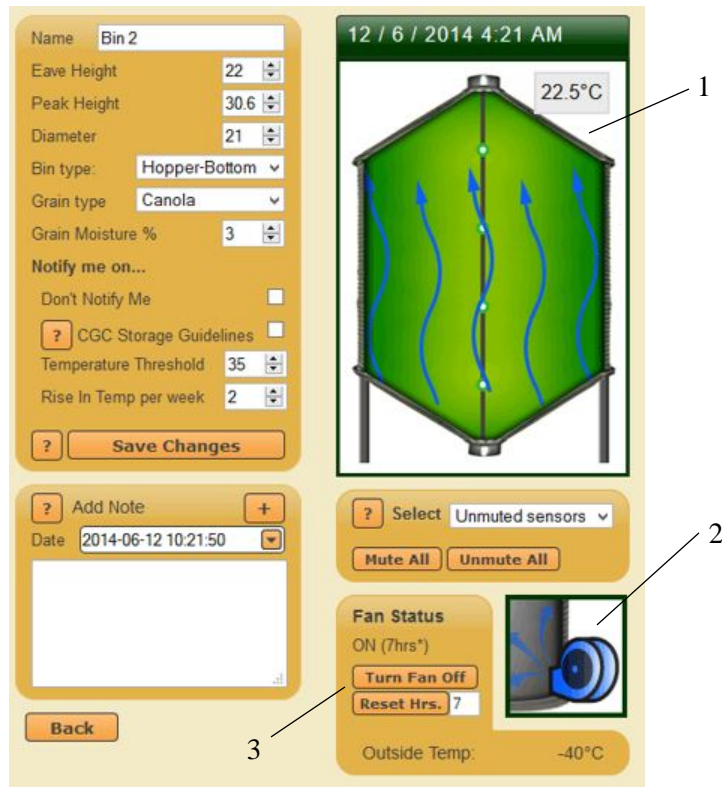 Name Bin 2
Eave Height 22
Peak Height 30.6
Diameter 21
Bin type: Hopper-Bottom
Grain type Canola
Grain Moisture % 3
Notify me on...
Don't Notify Me
? CGC Storage Guidelines
Temperature Threshold 35
Rise In Temp per week 2
? Save Changes
? Add Note +
Date 2014-06-12 10:21:50
Back
12 / 6 / 2014 4:21 AM
22.5°C
1
? Select Unmuted sensors
Mute All Unmute All
2
Fan Status
ON (7hrs*)
Turn Fan Off
Reset Hrs. 7
3
Outside Temp: -40°C